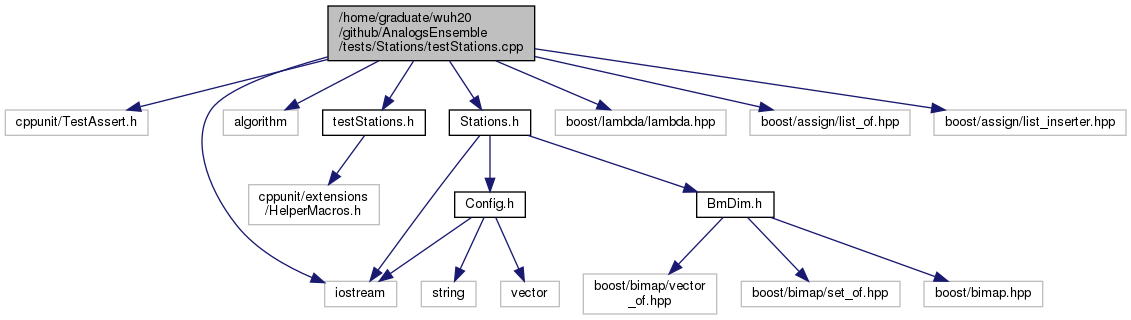 /home/graduate/wuh20
/github/AnalogsEnsemble
/tests/Stations/testStations.cpp
cppunit/TestAssert.h
algorithm
testStations.h
Stations.h
boost/lambda/lambda.hpp
boost/assign/list_of.hpp
boost/assign/list_inserter.hpp
cppunit/extensions
/HelperMacros.h
Config.h
BmDim.h
iostream
string
vector
boost/bimap/vector
_of.hpp
boost/bimap/set_of.hpp
boost/bimap.hpp